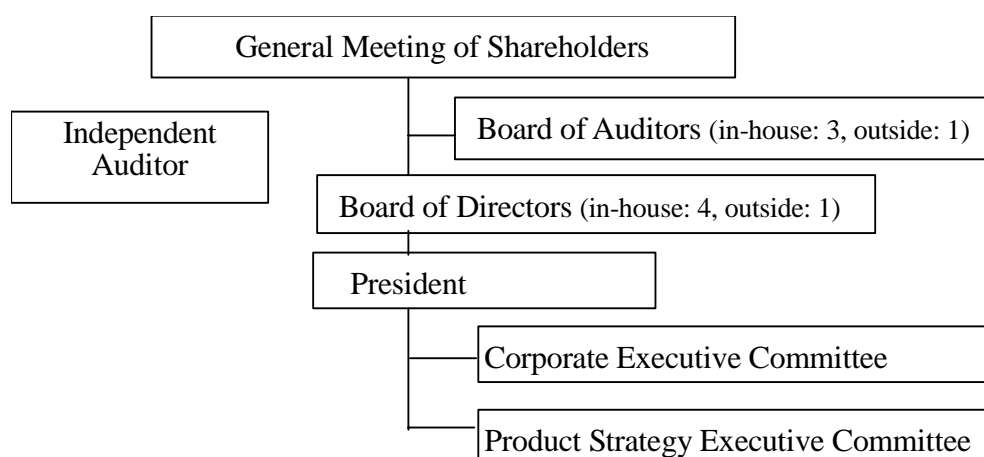 General Meeting of Shareholders
Independent
Auditor
Board of Auditors (in-house: 3, outside: 1)
Board of Directors (in-house: 4, outside: 1)
President
Corporate Executive Committee
Product Strategy Executive Committee